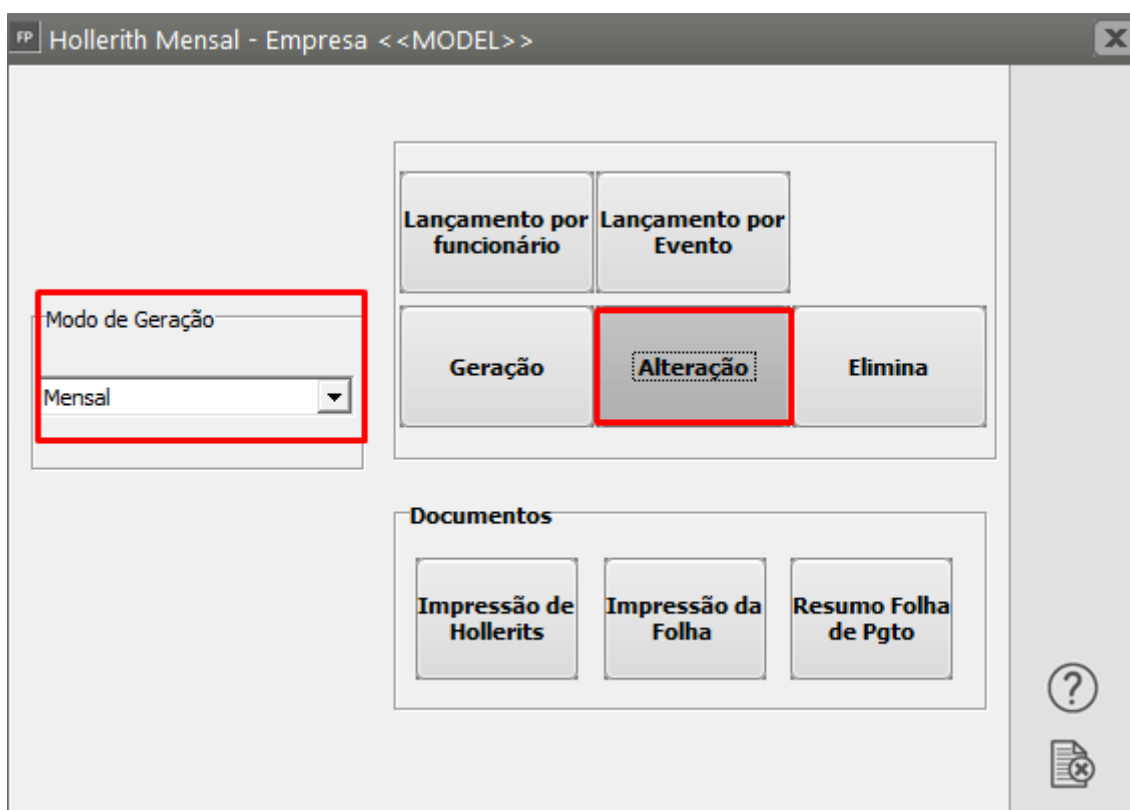 FP Hollerith Mensal - Empresa <<MODEL>>
Lançamento por
funcionário
Lançamento por
Evento
Modo de Geração
Mensal
Geração
Alteração
Elimina
Documentos
Impressão de
Hollerits
Impressão da
Folha
Resumo Folha
de Pgto
?